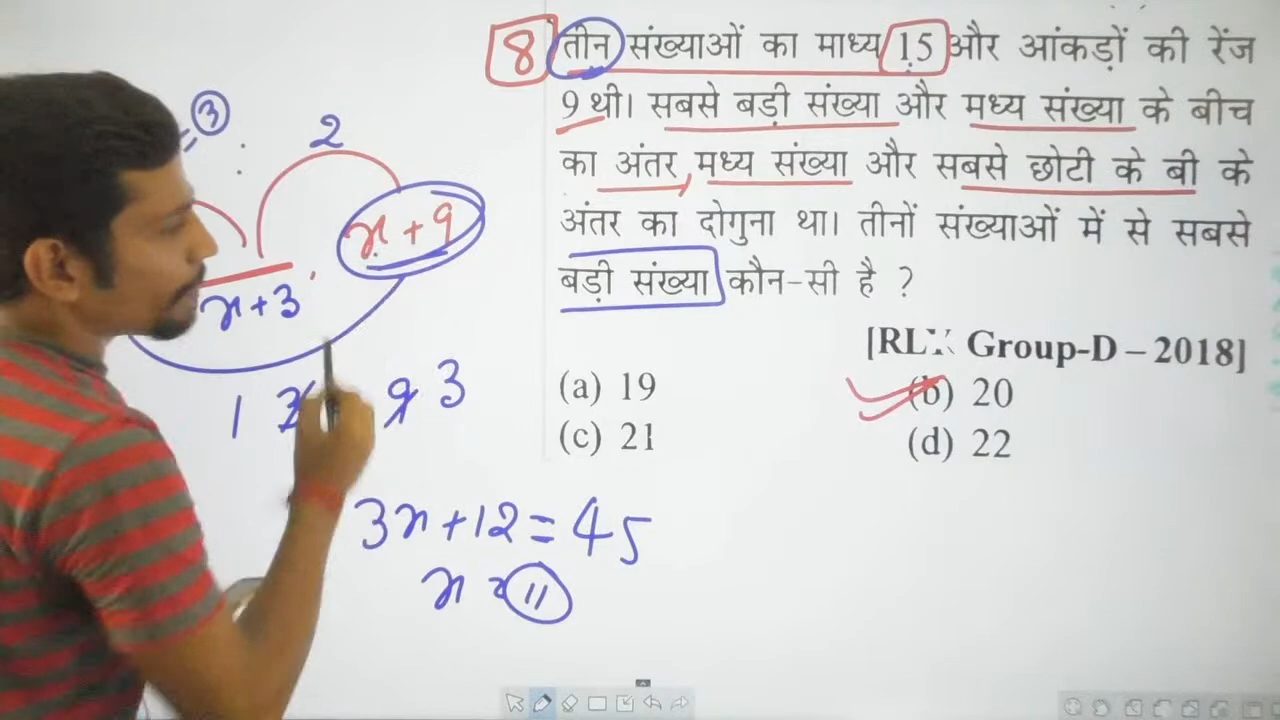 8 तीन संख्याओं का माध्य 15 और आंकड़ों की रेंज
9 थी। सबसे बड़ी संख्या और मध्य संख्या के बीच
का अंतर, मध्य संख्या और सबसे छोटी के बी के
अंतर का दोगुना था। तीनों संख्याओं में से सबसे
बड़ी संख्या कौन-सी है ?
Group-D – 2018]
(a) 19
(b) 20
(c) 21
(d) 22
= 3
2
x + 9
x + 3
1
9 3
3x + 12 = 45
x = 11